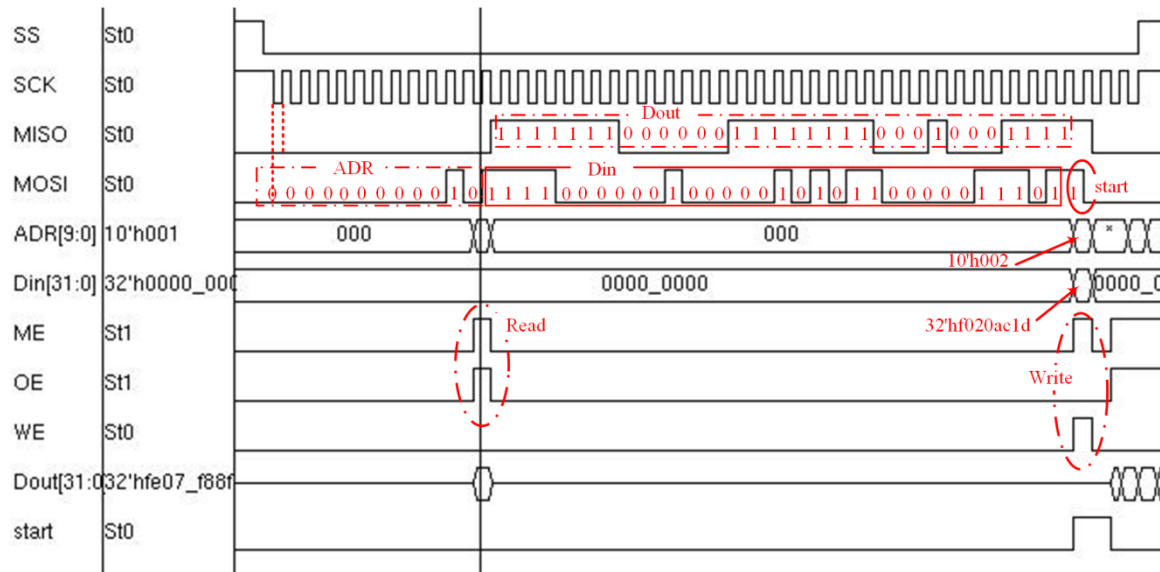 SS St0
SCK St0
Dout
MISO St0 1 1 1 1 1 1 1 0 0 0 0 0 0 1 1 1 1 1 1 1 1 0 0 0 1 0 0 0 1 1 1 1
ADR Din
MOSI St0 0 0 0 0 0 0 0 0 0 0 1 0 1 1 1 1 0 0 0 0 0 0 1 0 0 0 0 0 1 0 1 0 1 1 0 0 0 0 0 1 1 1 0 1 1 start
ADR[9:0] 10'h001 000 000 *
10'h002
Din[31:0] 32'h0000_000 0000_0000 0000_0
32'hf020ac1d
ME St1 Read
OE St1 Write
WE St0
Dout[31:0 32'hfe07_f88f
start St0